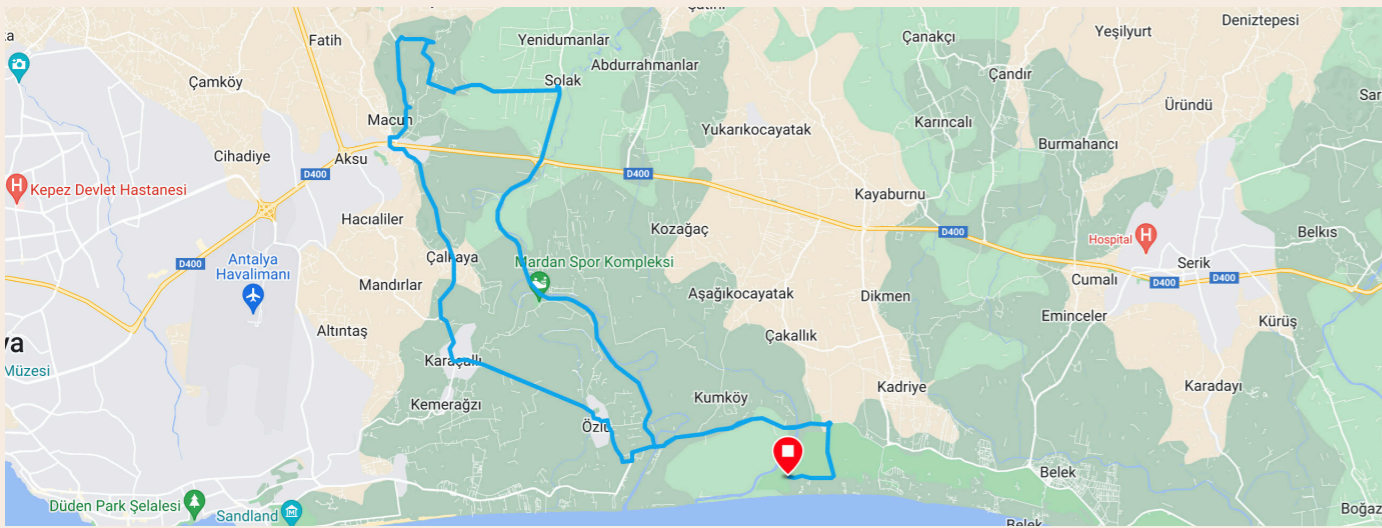 Deniztepesi
Fatih
Yenidumanlar
Çanakçı
Yeşilyurt
Abdurrahmanlar
Çamköy
Solak
Çandır
Sar
Üründü
Macun
Yukarıkocayatak
Karıncalı
Burmahancı
Cihadiye
Aksu
D400
D400
Kepez Devlet Hastanesi
Kayaburnu
Hacıaliler
Kozağaç
D400
Hospital
Belkıs
Antalya
Havalimanı
D400
Çalkaya
Mardan Spor Kompleksi
Serik
Mandırlar
Aşağıkocayatak
Dikmen
Cumalı
D400
D400
Altıntaş
Çakallık
Eminceler
Kürüş
ya
Müzesi
Karaçallı
Kadriye
Karadayı
Kemerağzı
Kumköy
Özlü
Belek
Düden Park Şelalesi
Sandland
Boğaz
Belek